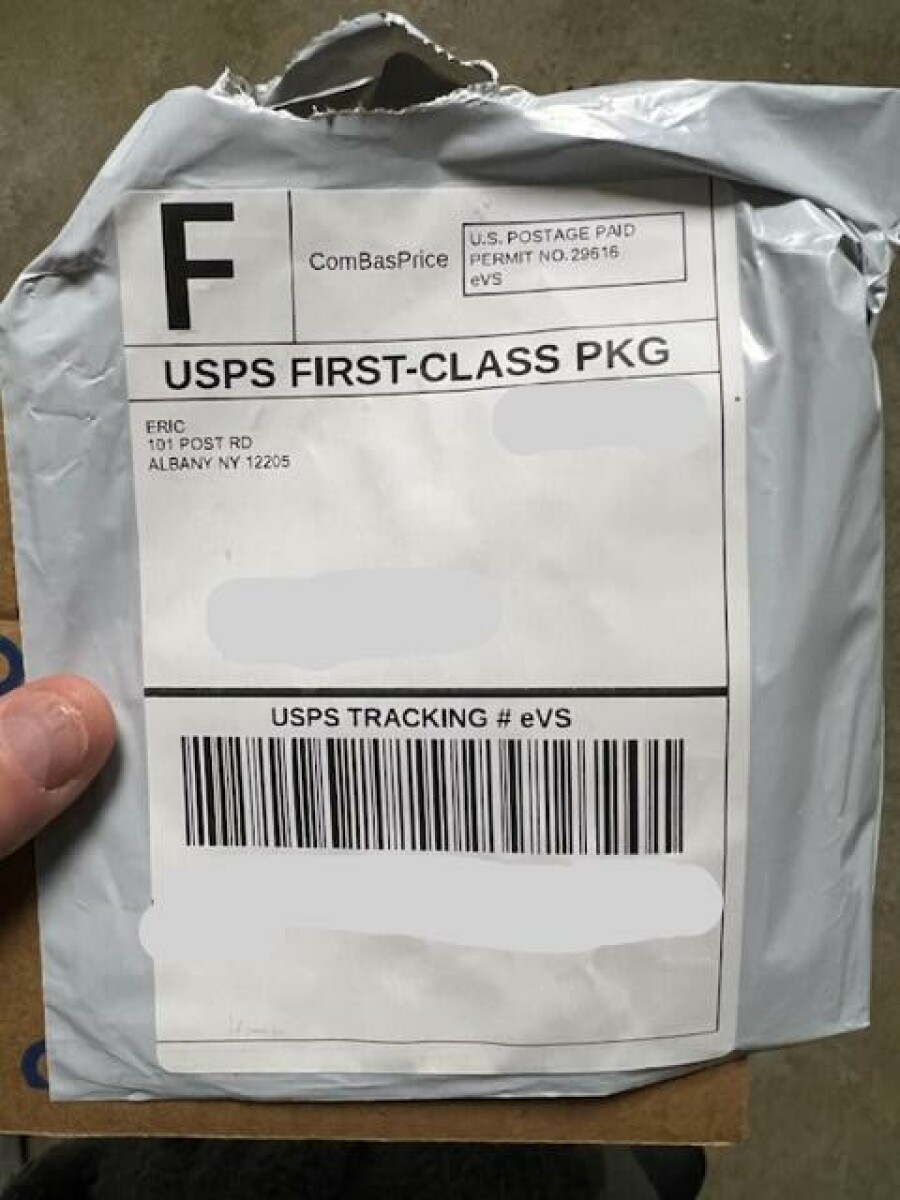 F
ComBasPrice
U.S. POSTAGE PAID
PERMIT NO. 29616
eVS
USPS FIRST-CLASS PKG
ERIC
101 POST RD
ALBANY NY 12205
USPS TRACKING # eVS